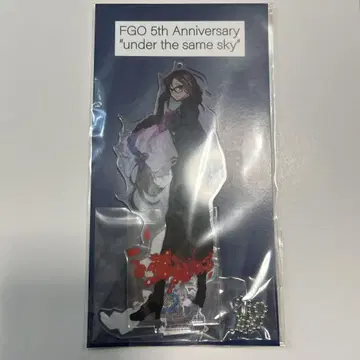 FGO 5th Anniversary
"under the same sky"